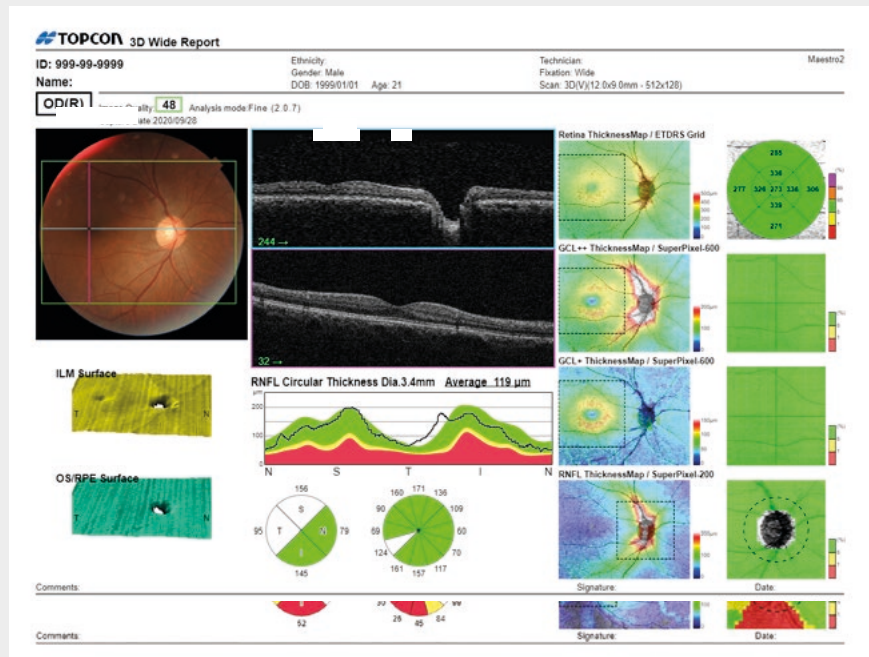 TOPCON 3D Wide Report
ID: 999-99-9999
Name:
Ethnicity:
Gender: Male
DOB: 1999/01/01 Age: 21
Technician:
Fixation: Wide
Scan: 3D(V)(12.0x9.0mm - 512x128)
Maestro2
OD(R)
48 Analysis mode:Fine (2.0.7)
2020/09/28
244 →
32 →
Retina ThicknessMap / ETDRS Grid
336
277 326 273 336 306
339
GCL++ ThicknessMap / SuperPixel-600
GCL+ ThicknessMap / SuperPixel-600
RNFL ThicknessMap / SuperPixel-200
ILM Surface
T N
OS/RPE Surface
T N
RNFL Circular Thickness Dia.3.4mm Average 119 µm
µm
200
100
0
N S T I N
156
S
95 T N 79
I
145
160 171 136
90 109
69 60
124 70
161 157 117
Comments: Signature: Date:
52
45 84
Comments: Signature: Date: